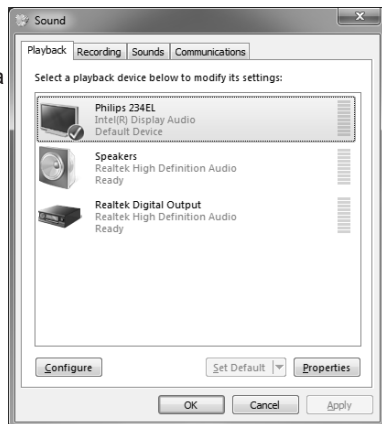 Sound
Playback Recording Sounds Communications
a
Select a playback device below to modify its settings:
Philips 234EL
Intel(R) Display Audio
Default Device
Speakers
Realtek High Definition Audio
Ready
Realtek Digital Output
Realtek High Definition Audio
Ready
Configure Set Default Properties
OK Cancel Apply